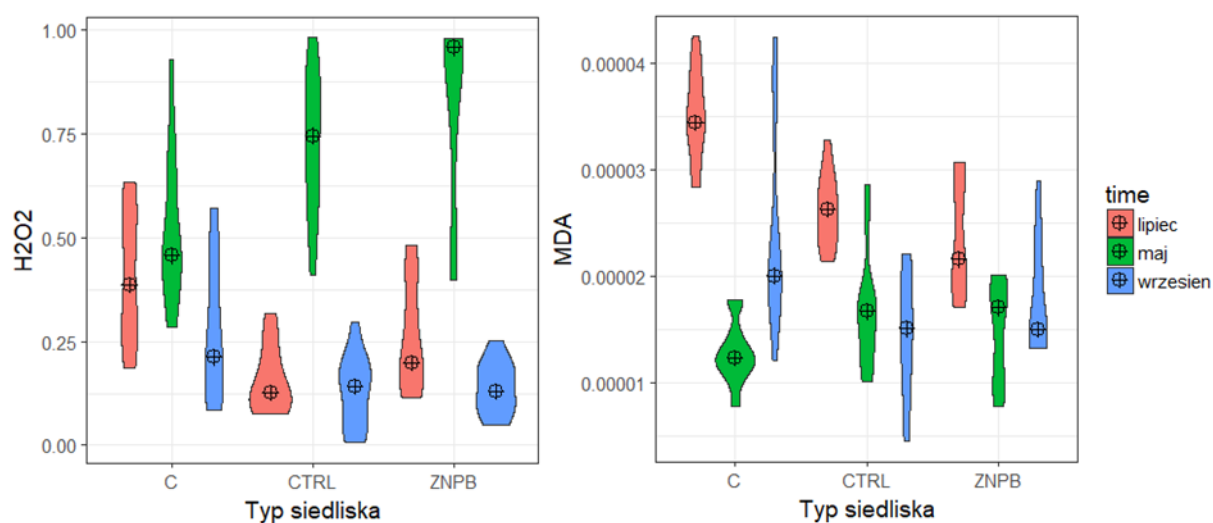 H2O2
1.00
0.75
0.50
0.25
0.00
C
CTRL
ZNPB
Typ siedliska
MDA
0.00004
0.00003
0.00002
0.00001
C
CTRL
ZNPB
Typ siedliska
time
lipiec
maj
wrzesien